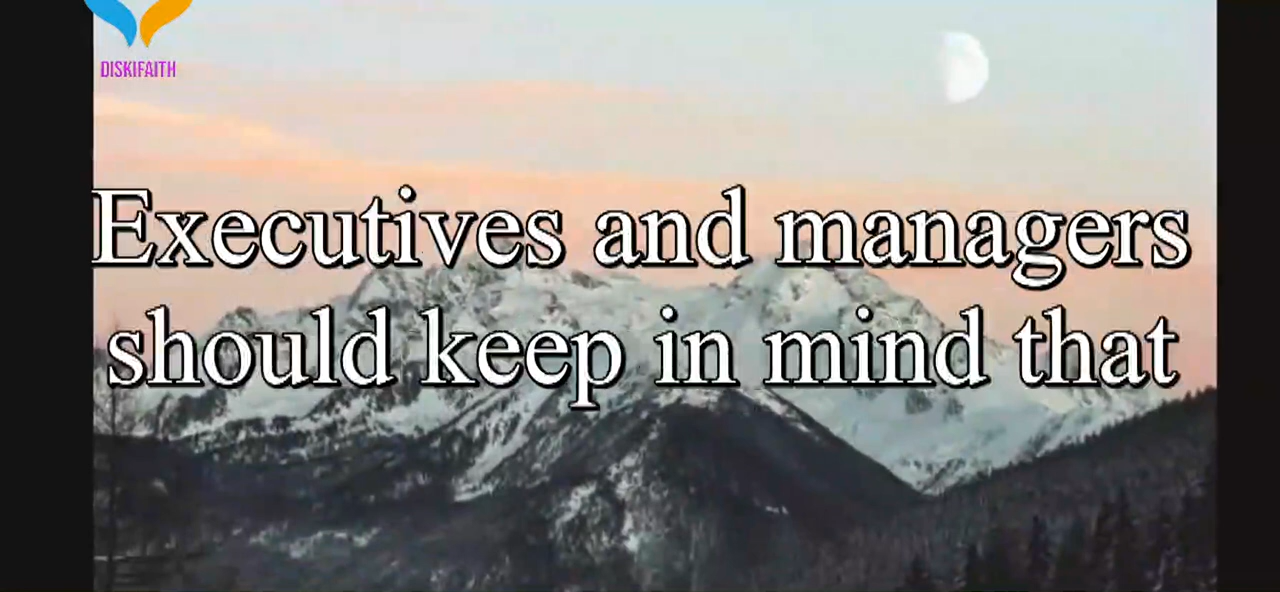 DISKIFAITH
Executives and managers
should keep in mind that